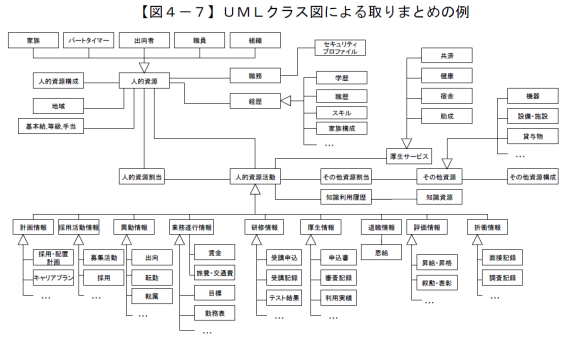 【図4－7】UMLクラス図による取りまとめの例
家族
パートタイマー
出向者
職員
組織
セキュリティ
プロファイル
人的資源構成
人的資源
職務
地域
経歴
基本給、等級、手当
学歴
職歴
スキル
家族構成
…
共済
健康
宿舎
助成
機器
設備・施設
貸与物
…
厚生サービス
人的資源割当
人的資源活動
その他資源割当
その他資源
その他資源構成
知識利用履歴
知識資源
計画情報
採用活動情報
異動情報
業務遂行情報
研修情報
厚生情報
退職情報
評価情報
折衝情報
採用・配置
計画
キャリアプラン
…
募集活動
採用
…
出向
転勤
転属
…
賃金
旅費・交通費
目標
勤務表
…
受講申込
受講記録
テスト結果
…
申込書
審査記録
利用実績
…
恩給
昇給・昇格
叙勲・表彰
…
面接記録
調査記録
…